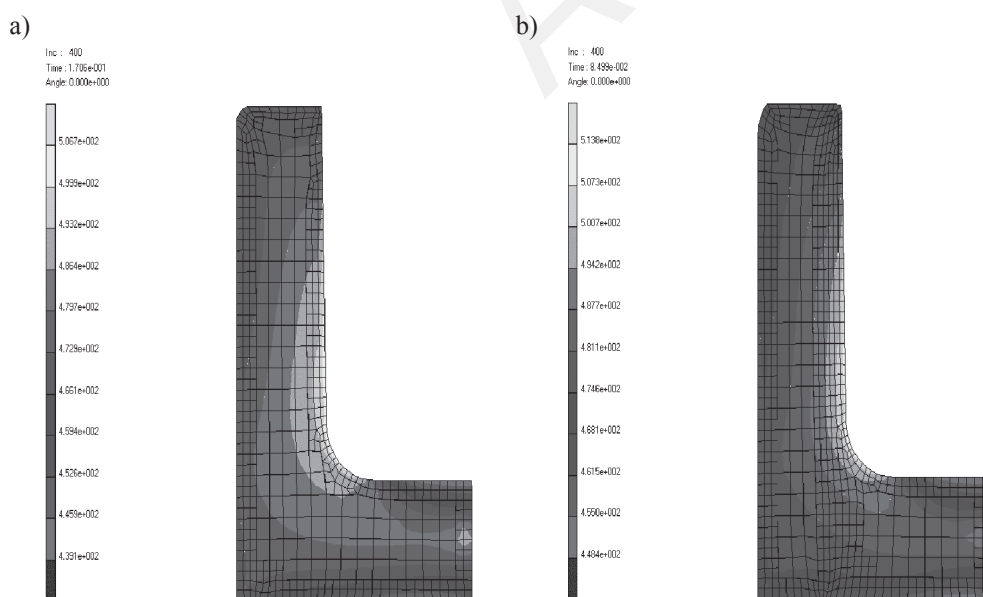 a)
Inc : 400
Time : 1.706e-001
Angle: 0.000e+000
5.067e+002
4.999e+002
4.932e+002
4.864e+002
4.797e+002
4.729e+002
4.661e+002
4.594e+002
4.526e+002
4.459e+002
4.391e+002
b)
Inc : 400
Time : 8.499e-002
Angle: 0.000e+000
5.138e+002
5.073e+002
5.007e+002
4.942e+002
4.877e+002
4.811e+002
4.746e+002
4.681e+002
4.615e+002
4.550e+002
4.484e+002